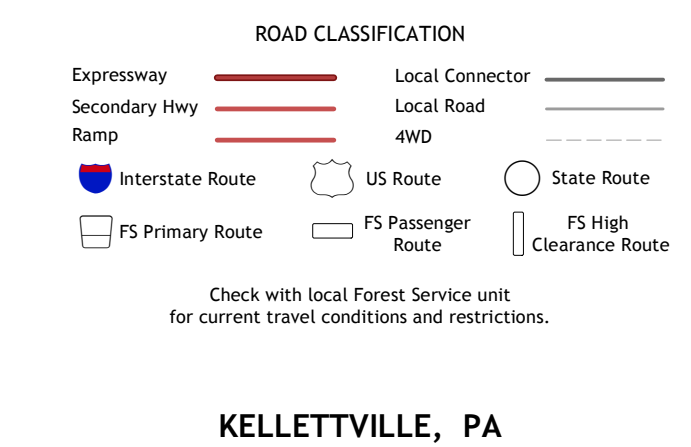 ROAD CLASSIFICATION
Expressway
Local Connector
Secondary Hwy
Local Road
Ramp
4WD
Interstate Route
US Route
State Route
FS Primary Route
FS Passenger
Route
FS High
Clearance Route
Check with local Forest Service unit
for current travel conditions and restrictions.
KELLETTVILLE, PA